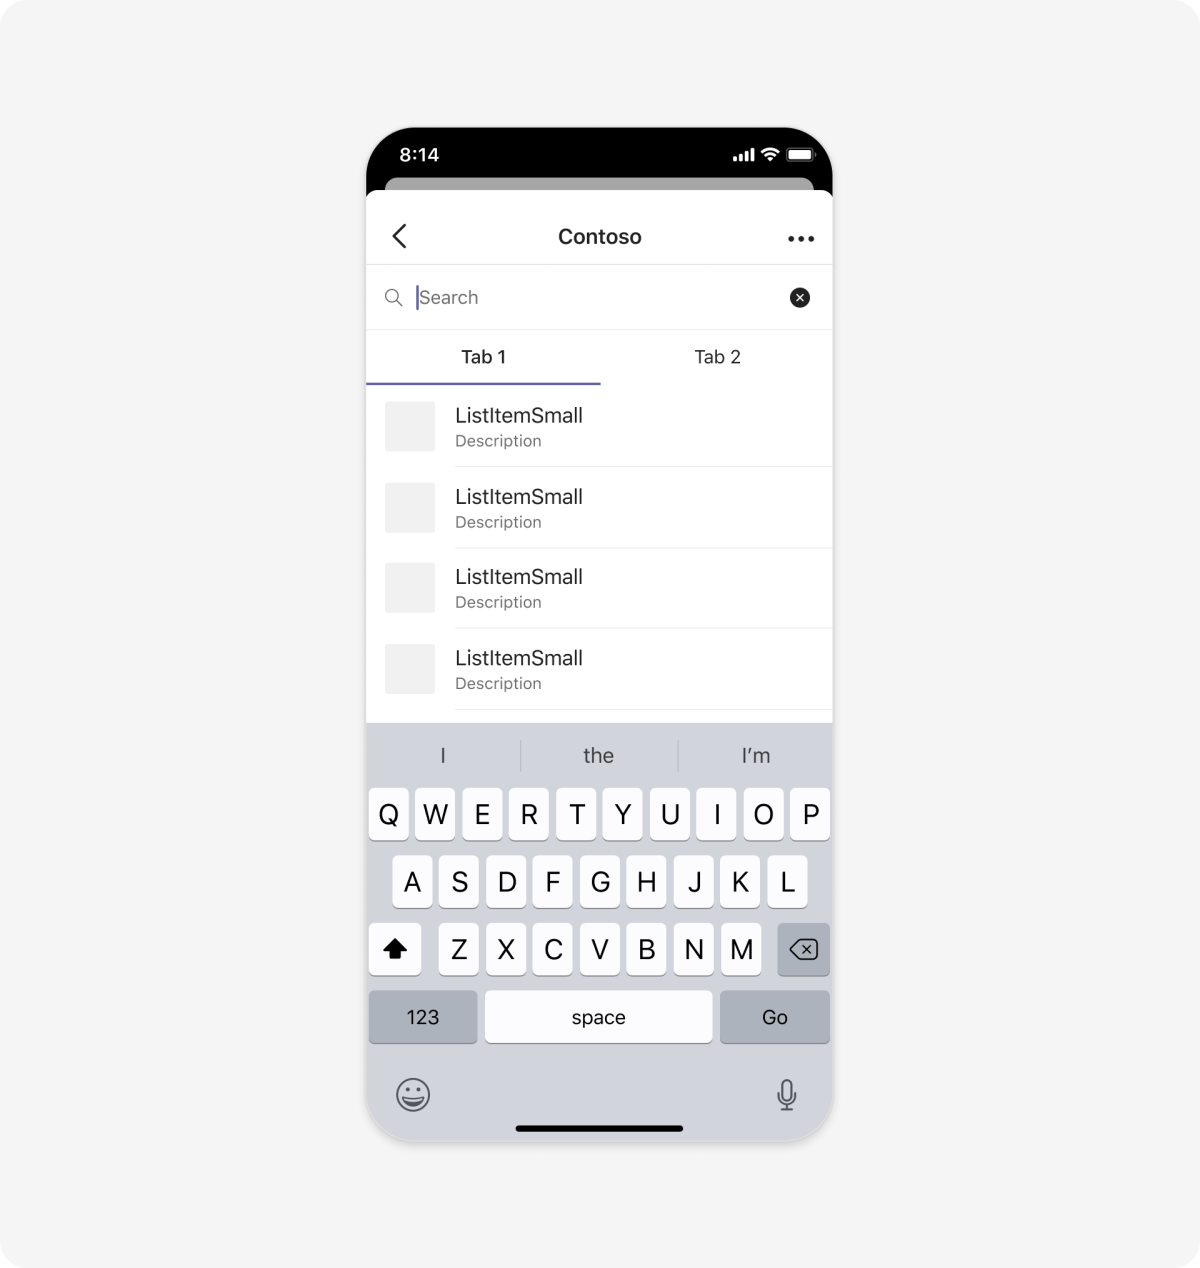 8:14
Contoso
Search
Tab 1 Tab 2
ListItemSmall
Description
ListItemSmall
Description
ListItemSmall
Description
ListItemSmall
Description
I the I’m
Q W E R T Y U I O P
A S D F G H J K L
Z X C V B N M
123 space Go